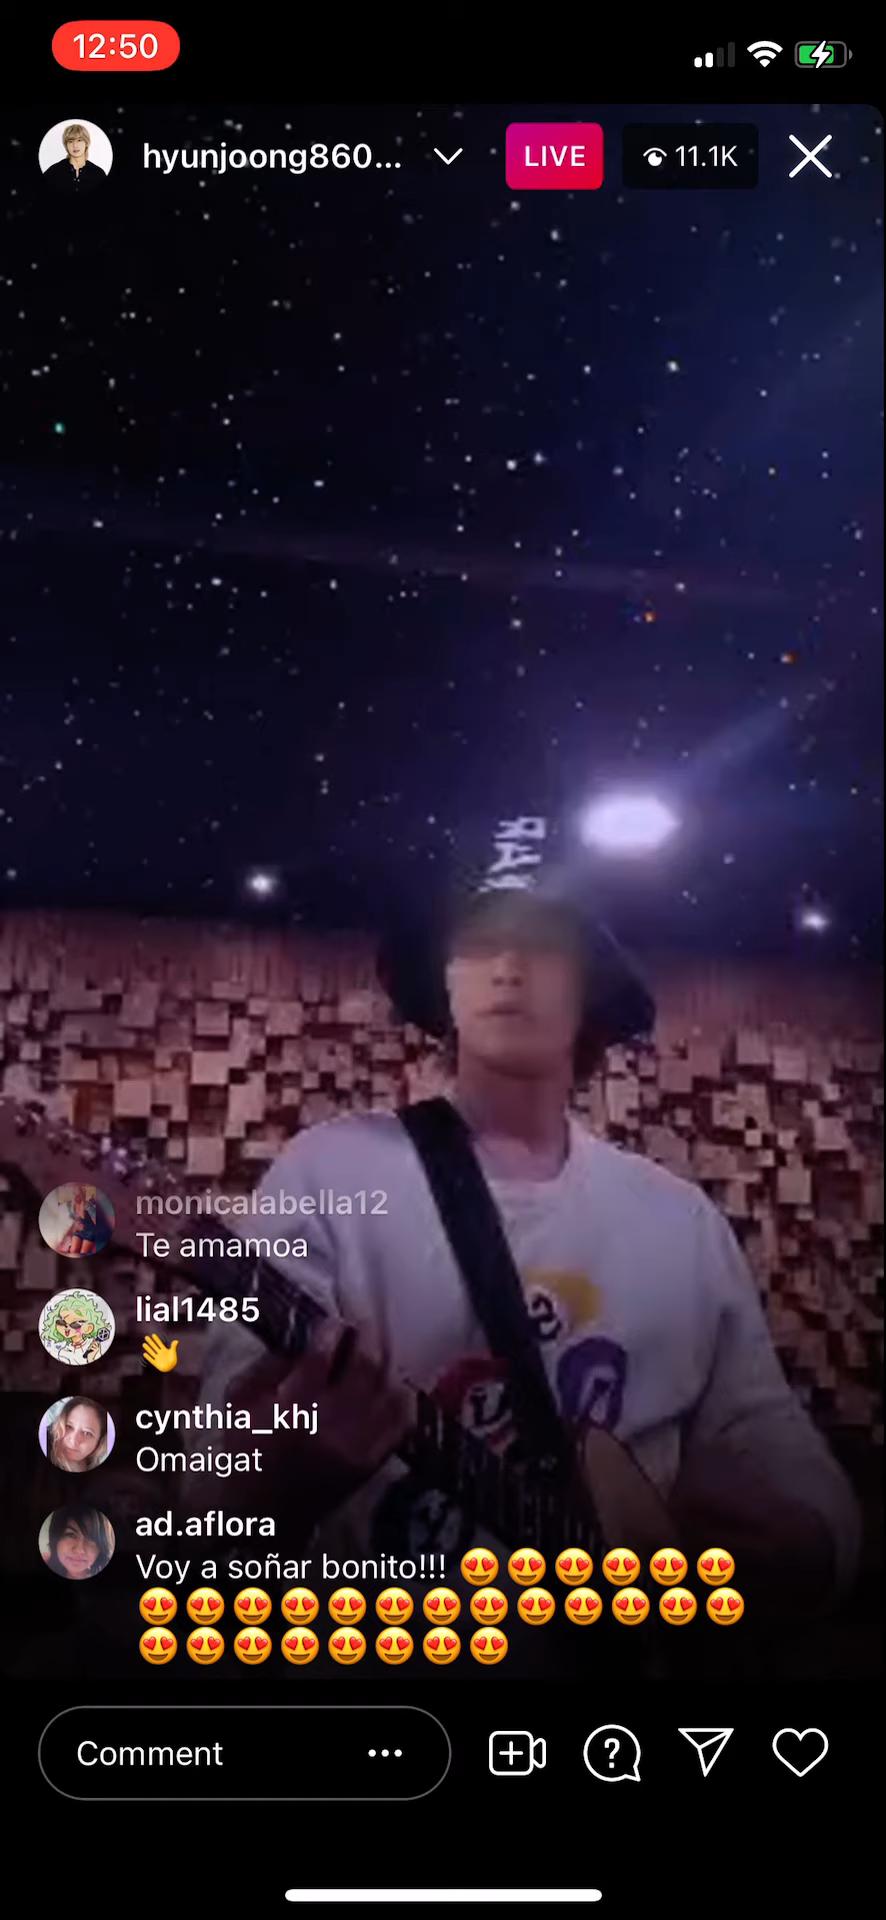 12:50
hyunjoong860...
LIVE
11.1K
monicalabella12
Te amamoa
lial1485
👋
cynthia_khj
Omaigat
ad.aflora
Voy a soñar bonito!!! 😍😍😍😍😍😍
😍😍😍😍😍😍😍😍😍😍😍😍😍
😍😍😍😍😍😍😍😍
Comment